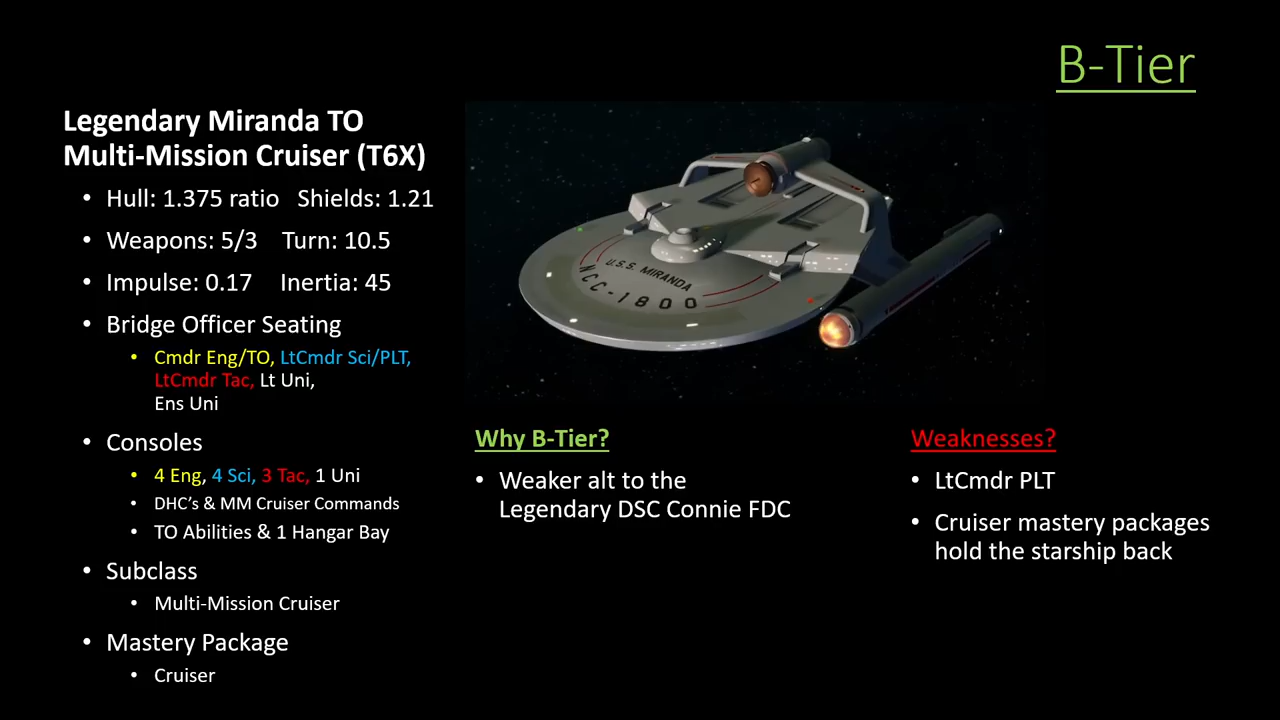 B-Tier
Legendary Miranda TO
Multi-Mission Cruiser (T6X)
• Hull: 1.375 ratio Shields: 1.21
• Weapons: 5/3 Turn: 10.5
• Impulse: 0.17 Inertia: 45
• Bridge Officer Seating
• Cmdr Eng/TO, LtCmdr Sci/PLT,
LtCmdr Tac, Lt Uni,
Ens Uni
• Consoles
• 4 Eng, 4 Sci, 3 Tac, 1 Uni
• DHC's & MM Cruiser Commands
• TO Abilities & 1 Hangar Bay
• Subclass
• Multi-Mission Cruiser
• Mastery Package
• Cruiser
U.S.S. MIRANDA
NCC-1800
Why B-Tier?
• Weaker alt to the
Legendary DSC Connie FDC
Weaknesses?
• LtCmdr PLT
• Cruiser mastery packages
hold the starship back